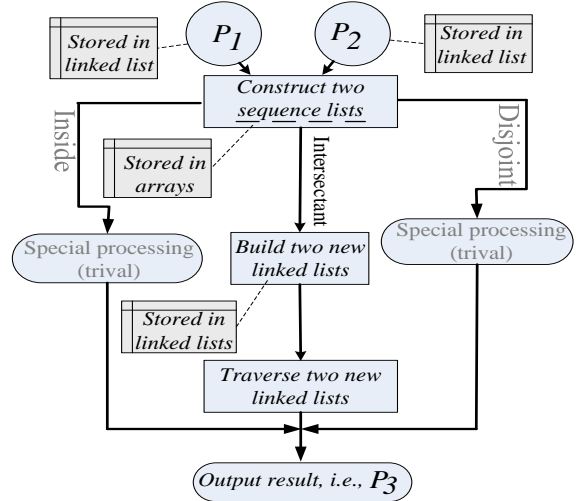 P1
P2
Stored in
linked list
Stored in
linked list
Construct two
sequence lists
Inside
Stored in
arrays
Intersectant
Disjoint
Special processing
(trival)
Build two new
linked lists
Special processing
(trival)
Stored in
linked lists
Traverse two new
linked lists
Output result, i.e., P3